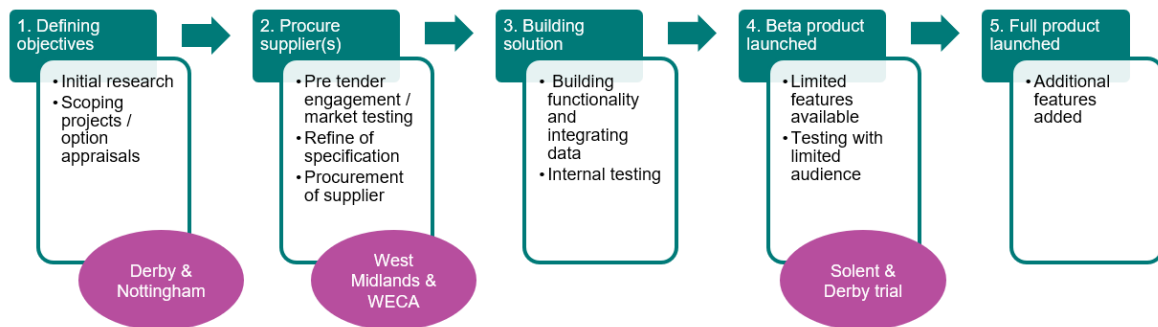 1. Defining
objectives
• Initial research
• Scoping
projects /
option
appraisals
Derby &
Nottingham
2. Procure
supplier(s)
• Pre tender
engagement /
market testing
• Refine of
specification
• Procurement
of supplier
West
Midlands &
WECA
3. Building
solution
• Building
functionality
and
integrating
data
• Internal testing
4. Beta product
launched
• Limited
features
available
• Testing with
limited
audience
Solent &
Derby trial
5. Full product
launched
• Additional
features
added